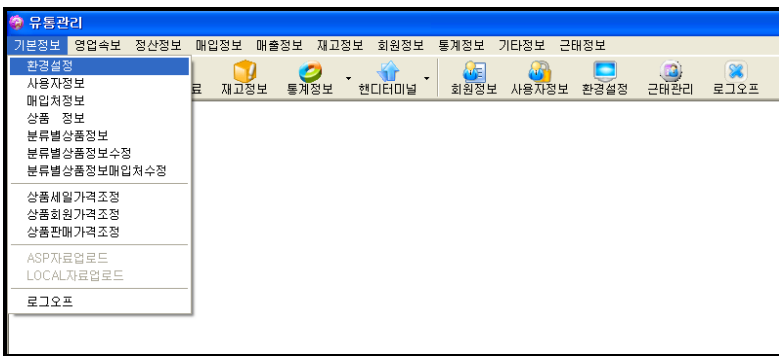 유통관리
기본정보 영업속보 정산정보 매입정보 매출정보 재고정보 회원정보 통계정보 기타정보 근태정보
료 재고정보 통계정보 핸디터미널 회원정보 사용자정보 환경설정 근태관리 로그오프
환경설정
사용자정보
매입처정보
상품 정보
분류별상품정보
분류별상품정보수정
분류별상품정보매입처수정
상품세일가격조정
상품회원가격조정
상품판매가격조정
ASP자료업로드
LOCAL자료업로드
로그오프